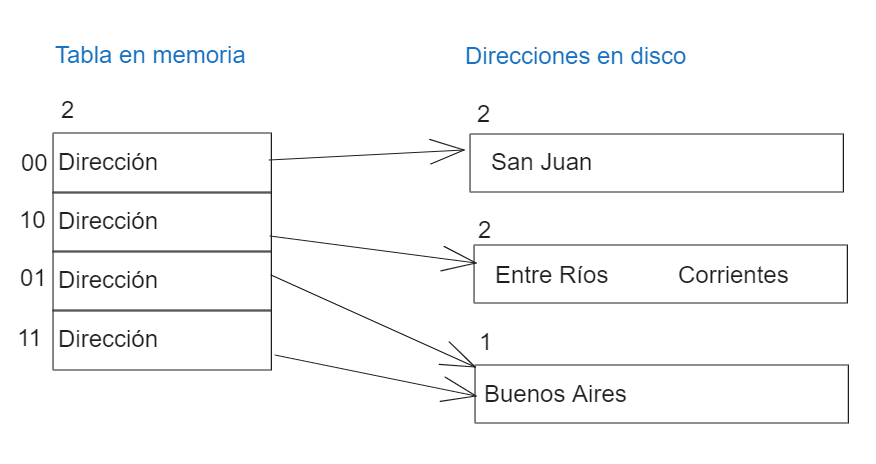 Tabla en memoria
Direcciones en disco
2
2
00 Dirección
San Juan
10 Dirección
2
01 Dirección
Entre Ríos Corrientes
11 Dirección
1
Buenos Aires